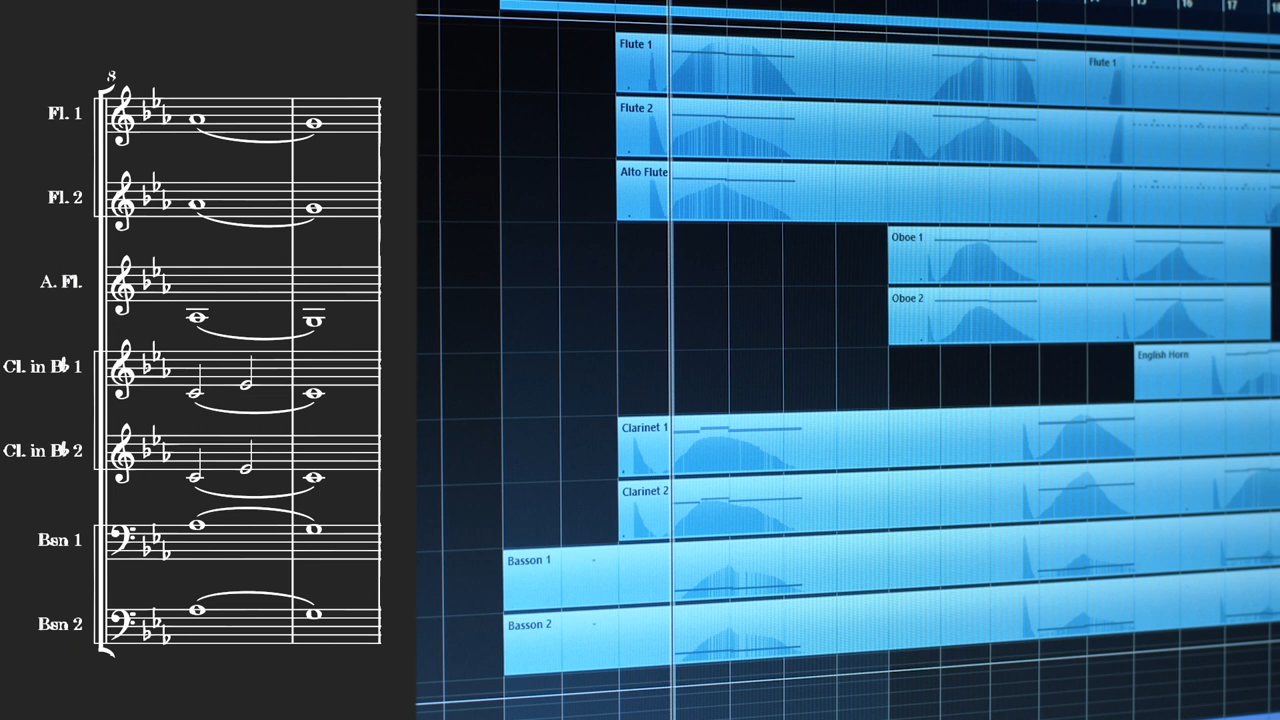 Fl. 1
Fl. 2
A. Fl.
Cl. in B♭ 1
Cl. in B♭ 2
Bsn 1
Bsn 2
15
16
17
Flute 1
Flute 1
Flute 2
Alto Flute
Oboe 1
Oboe 2
English Horn
Clarinet 1
Clarinet 2
Basson 1
Basson 2